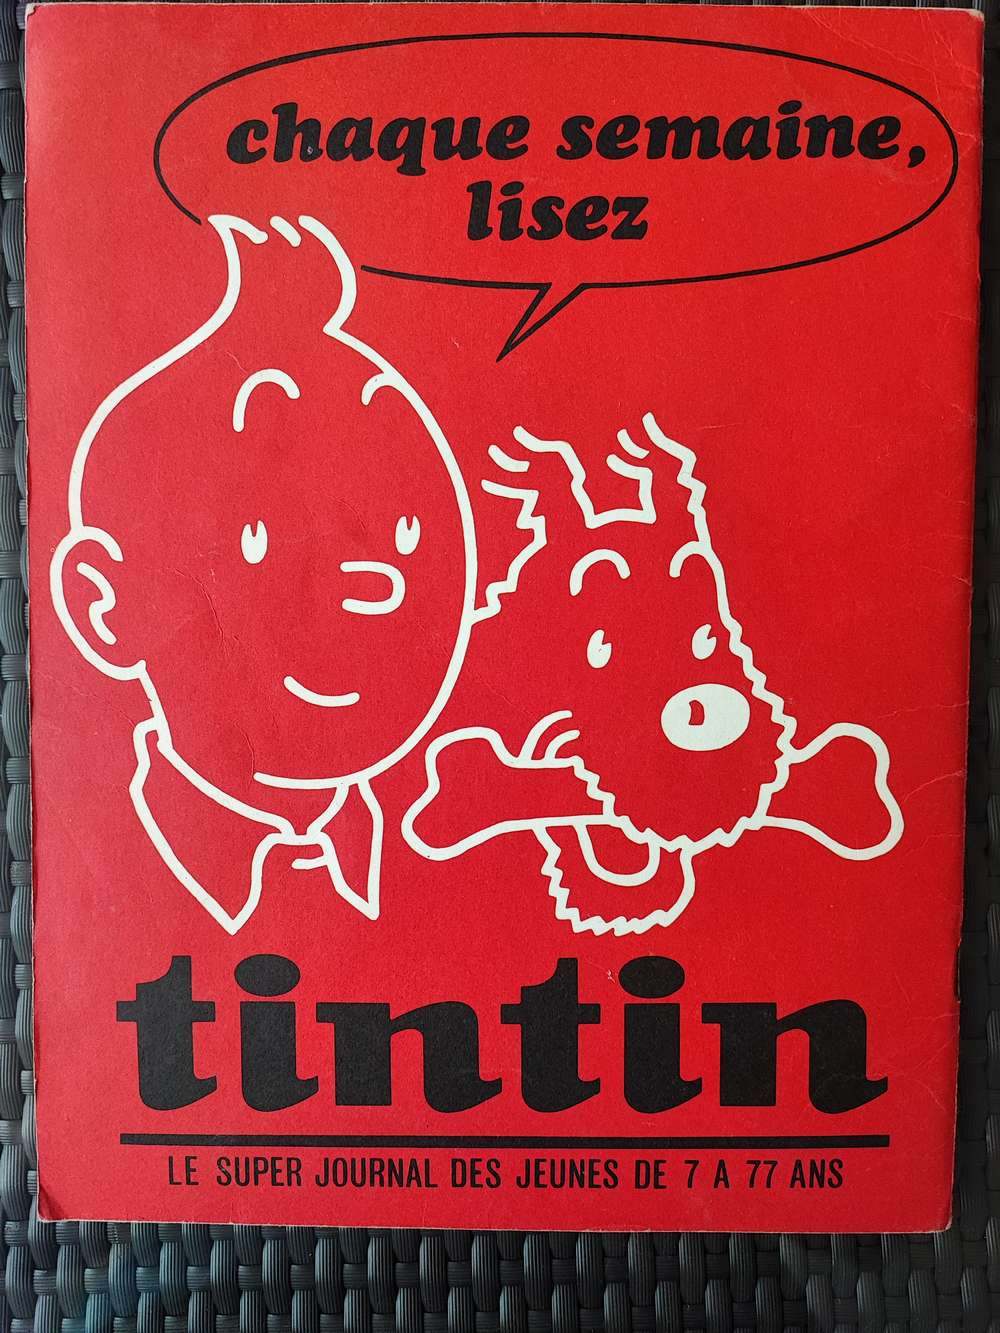 chaque semaine,
lisez
tintin
LE SUPER JOURNAL DES JEUNES DE 7 A 77 ANS